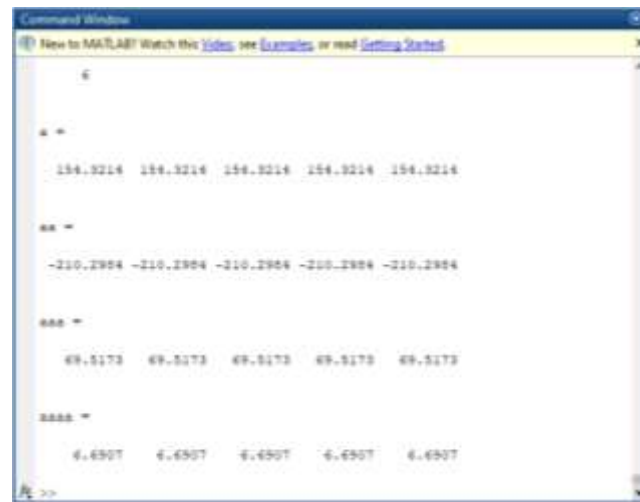 Command Window
New to MATLAB? Watch this Video, see Examples, or read Getting Started.
6
a =
154.3214 154.3214 154.3214 154.3214 154.3214
aa =
-210.2984 -210.2984 -210.2984 -210.2984 -210.2984
aaa =
69.5173 69.5173 69.5173 69.5173 69.5173
aaaa =
6.6907 6.6907 6.6907 6.6907 6.6907
>>